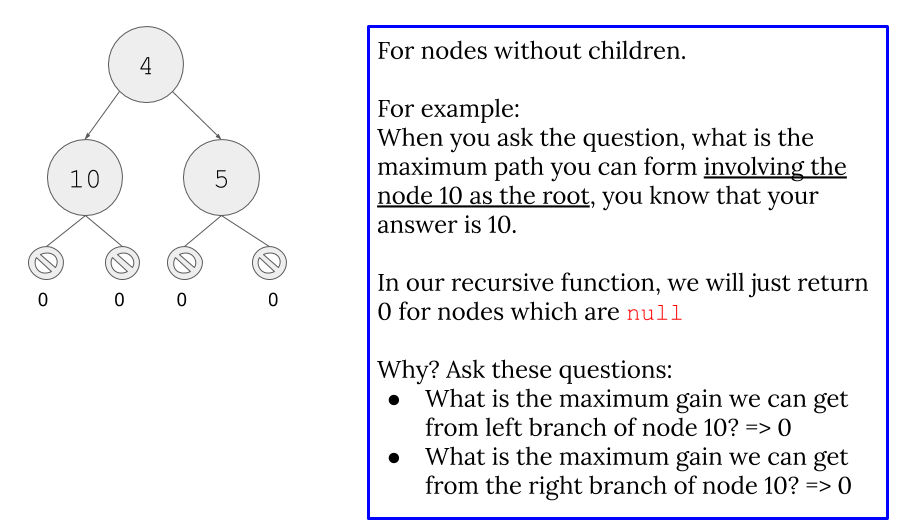 4
10
5
0
0
0
0
For nodes without children.
For example:
When you ask the question, what is the
maximum path you can form involving the
node 10 as the root, you know that your
answer is 10.
In our recursive function, we will just return
0 for nodes which are null
Why? Ask these questions:
● What is the maximum gain we can get
from left branch of node 10? => 0
● What is the maximum gain we can get
from the right branch of node 10? => 0